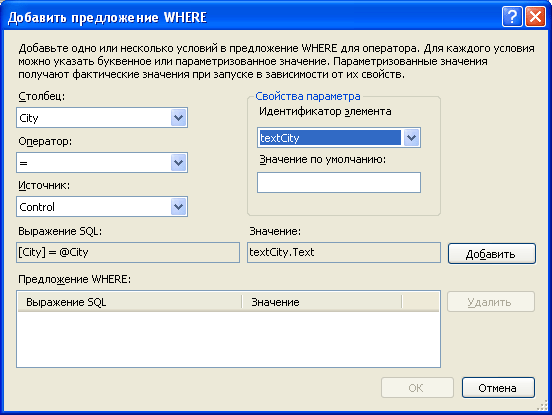 Добавить предложение WHERE
Добавьте одно или несколько условий в предложение WHERE для оператора. Для каждого условия
можно указать буквенное или параметризованное значение. Параметризованные значения
получают фактические значения при запуске в зависимости от их свойств.
Столбец:
City
Оператор:
=
Источник:
Control
Свойства параметра
Идентификатор элемента
textCity
Значение по умолчанию:
Выражение SQL:
[City] = @City
Значение:
textCity.Text
Добавить
Предложение WHERE:
Выражение SQL
Значение
Удалить
OK
Отмена